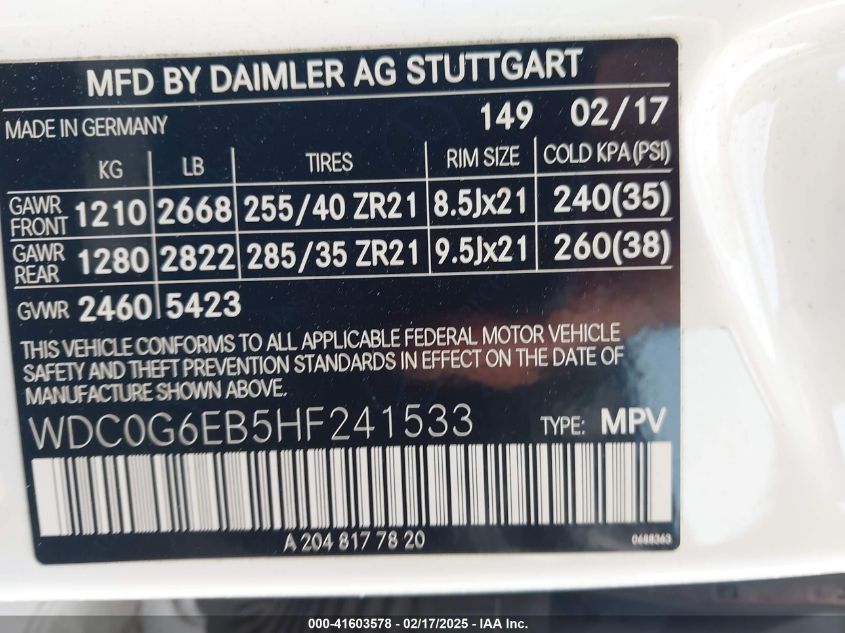 MFD BY DAIMLER AG STUTTGART
MADE IN GERMANY 149 02/17
KG LB TIRES RIM SIZE COLD KPA(PSI)
GAWR FRONT 1210 2668 255/40 ZR21 8.5Jx21 240(35)
GAWR REAR 1280 2822 285/35 ZR21 9.5Jx21 260(38)
GVWR 2460 5423
THIS VEHICLE CONFORMS TO ALL APPLICABLE FEDERAL MOTOR VEHICLE
SAFETY AND THEFT PREVENTION STANDARDS IN EFFECT ON THE DATE OF
MANUFACTURE SHOWN ABOVE.
WDC0G6EB5HF241533 TYPE: MPV
A 204 817 78 20 0688363
000-41603578 - 02/17/2025 - IAAI.com